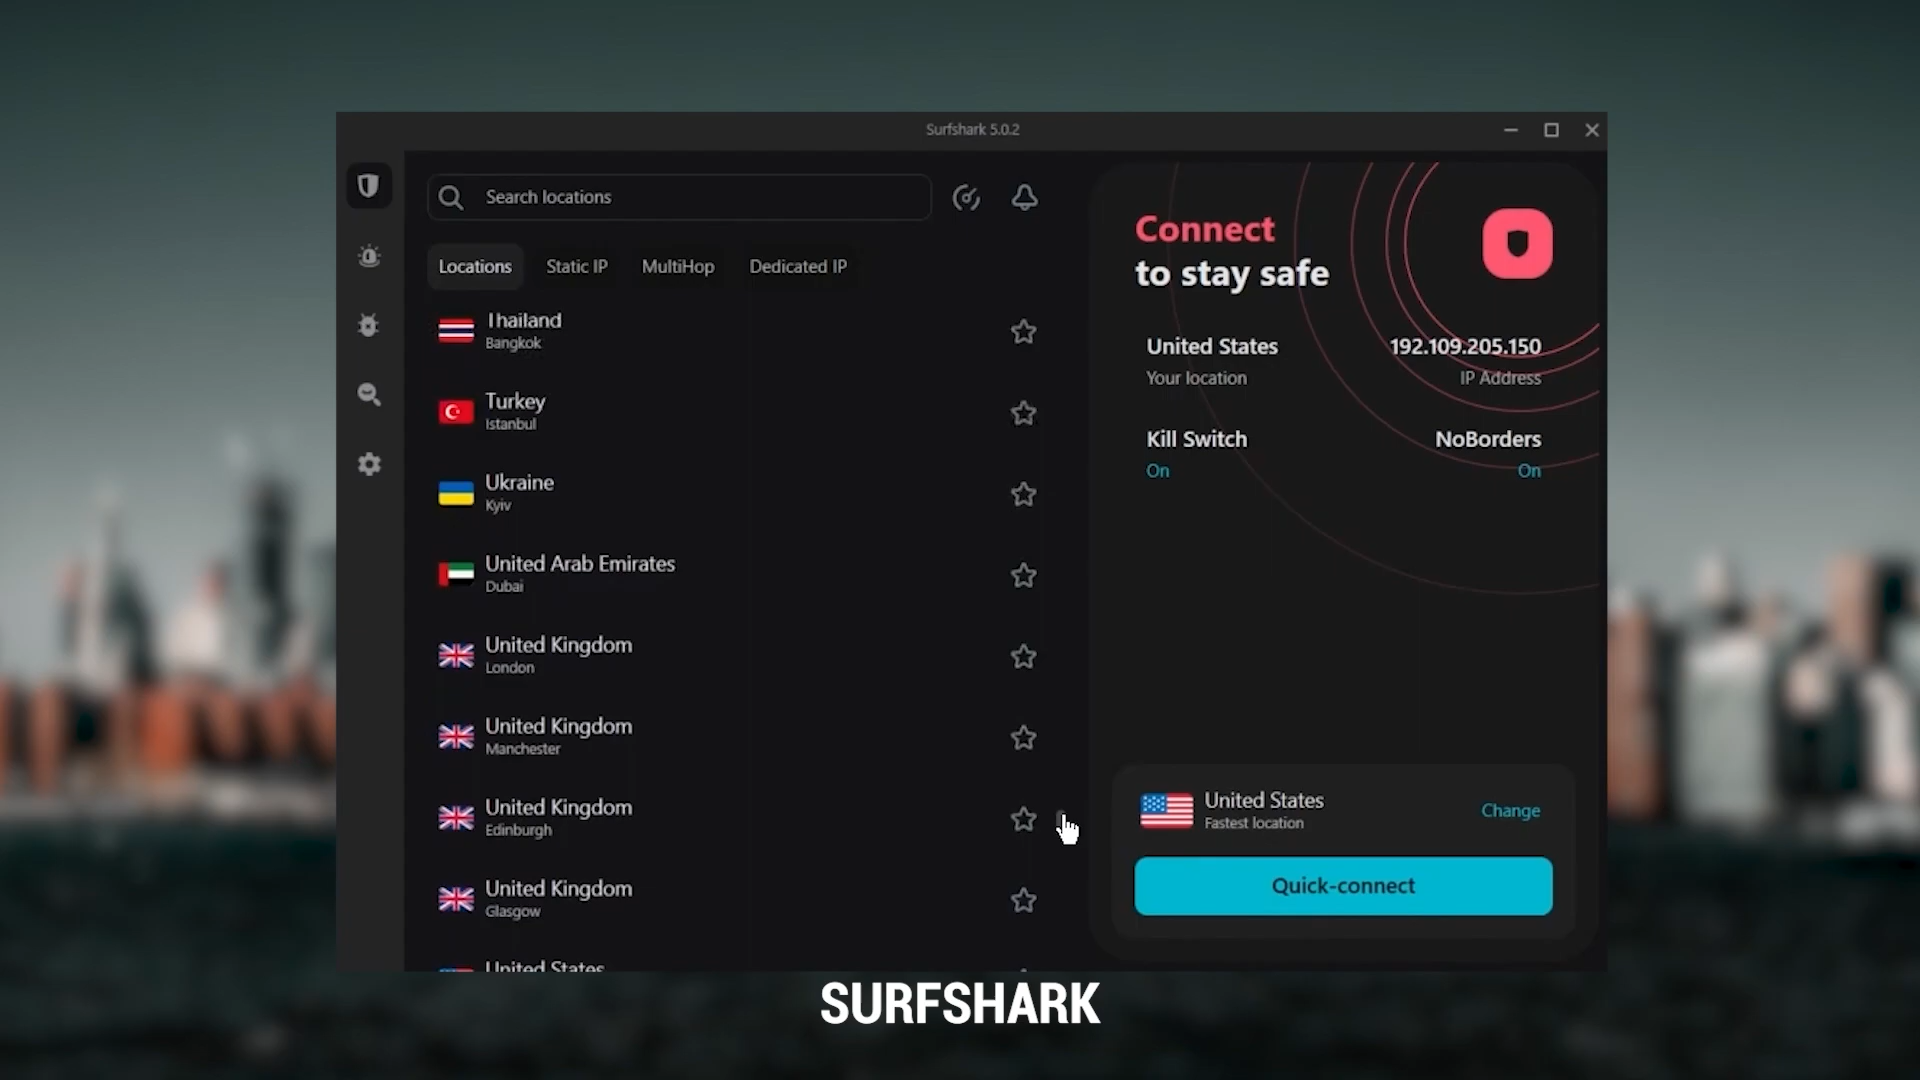 Surfshark 5.0.2
Search locations
Locations
Static IP
MultiHop
Dedicated IP
Thailand
Bangkok
Turkey
Istanbul
Ukraine
Kyiv
United Arab Emirates
Dubai
United Kingdom
London
United Kingdom
Manchester
United Kingdom
Edinburgh
United Kingdom
Glasgow
United States
Connect
to stay safe
United States
192.109.205.150
Your location
IP Address
Kill Switch
NoBorders
On
On
United States
Fastest location
Change
Quick-connect
SURFSHARK